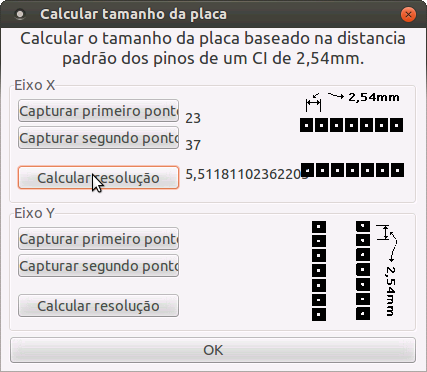 Calcular tamanho da placa
Calcular o tamanho da placa baseado na distancia
padrão dos pinos de um CI de 2,54mm.
Eixo X
Capturar primeiro ponto
23
2,54mm
Capturar segundo ponto
37
Calcular resolução
5,5118110236220
Eixo Y
Capturar primeiro ponto
Capturar segundo ponto
2,54mm
Calcular resolução
OK